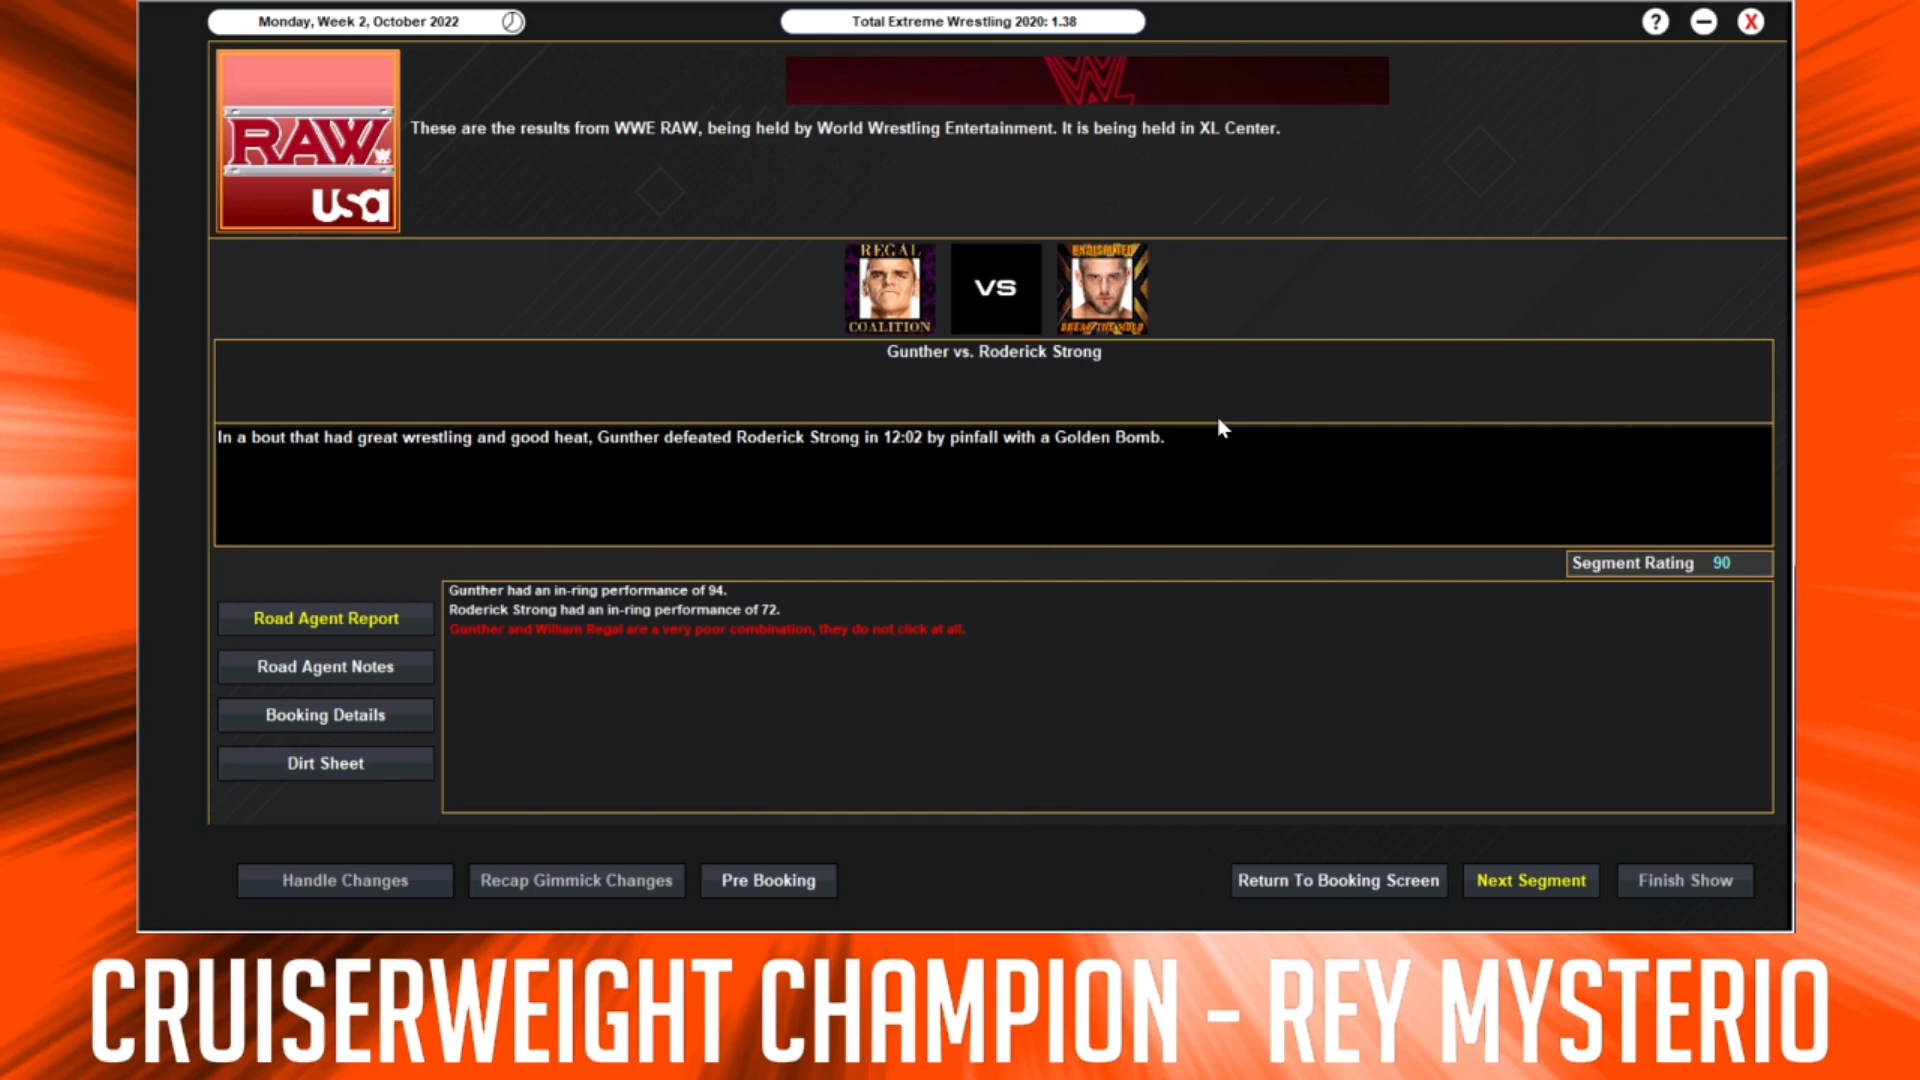 Monday, Week 2, October 2022
Total Extreme Wrestling 2020: 1.38
?
X
RAW
usa
These are the results from WWE RAW, being held by World Wrestling Entertainment. It is being held in XL Center.
REGAL
COALITION
VS
UNDISPUTED
BREAK THE MOLD
Gunther vs. Roderick Strong
In a bout that had great wrestling and good heat, Gunther defeated Roderick Strong in 12:02 by pinfall with a Golden Bomb.
Segment Rating 90
Gunther had an in-ring performance of 94.
Roderick Strong had an in-ring performance of 72.
Gunther and William Regal are a very poor combination, they do not click at all.
Road Agent Report
Road Agent Notes
Booking Details
Dirt Sheet
Handle Changes
Recap Gimmick Changes
Pre Booking
Return To Booking Screen
Next Segment
Finish Show
CRUISERWEIGHT CHAMPION - REY MYSTERIO